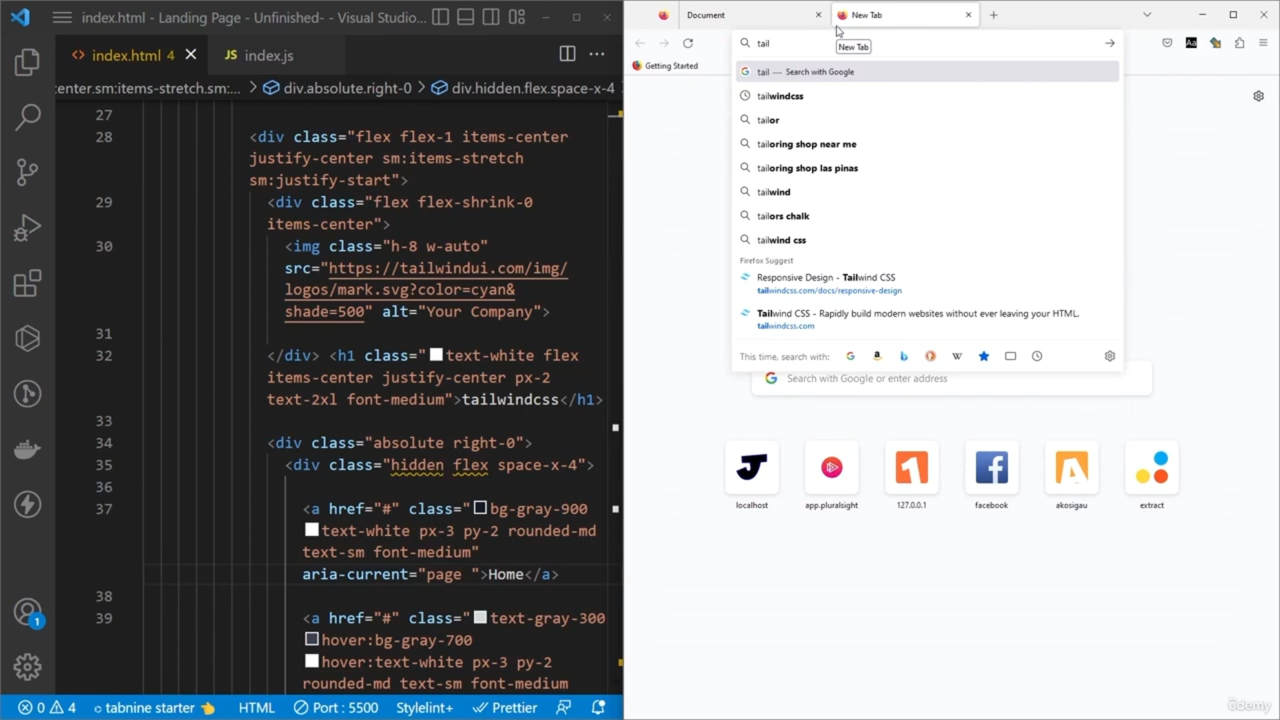 index.html - Landing Page - Unfinshed- - Visual Studio...
index.html 4
JS index.js
:center.sm:items-stretch.sm:... > div.absolute.right-0 > div.hidden.flex.space-x-4 >
27
28 <div class="flex flex-1 items-center
justify-center sm:items-stretch
sm:justify-start">
29 <div class="flex flex-shrink-0
items-center">
30 <img class="h-8 w-auto"
src="https://tailwindui.com/img/
logos/mark.svg?color=cyan&
shade=500" alt="Your Company">
31
32 </div> <h1 class="text-white flex
items-center justify-center px-2
text-2xl font-medium">tailwindcss</h1>
33
34 <div class="absolute right-0">
35 <div class="hidden flex space-x-4">
36
37 <a href="#" class="bg-gray-900
text-white px-3 py-2 rounded-md
text-sm font-medium"
aria-current="page ">Home</a>
38
39 <a href="#" class="text-gray-300
hover:bg-gray-700
hover:text-white px-3 py-2
rounded-md text-sm font-medium
1
0 4 tabnine starter HTML Port : 5500 Stylelint+ Prettier
Document
New Tab
tail
New Tab
Getting Started
tail — Search with Google
tailwindcss
tailor
tailoring shop near me
tailoring shop las pinas
tailwind
tailors chalk
tailwind css
Firefox Suggest
Responsive Design - Tailwind CSS
tailwindcss.com/docs/responsive-design
Tailwind CSS - Rapidly build modern websites without ever leaving your HTML.
tailwindcss.com
This time, search with:
Search with Google or enter address
localhost
app.pluralsight
127.0.0.1
facebook
akosigau
extract
ûdemy